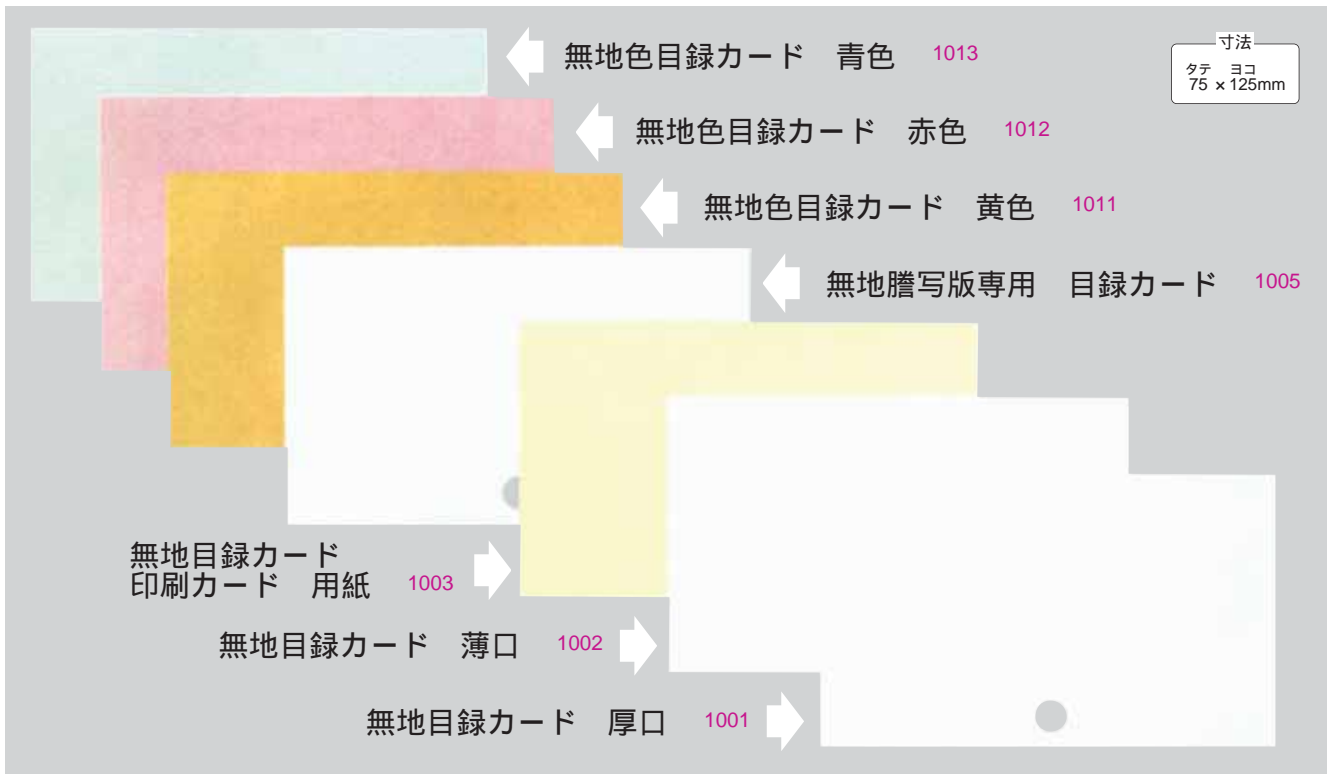 無地色目録カード　青色　1013
寸法
タテ　ヨコ
75 × 125mm
無地色目録カード　赤色　1012
無地色目録カード　黄色　1011
無地謄写版専用　目録カード　1005
無地目録カード
印刷カード　用紙　1003
無地目録カード　薄口　1002
無地目録カード　厚口　1001